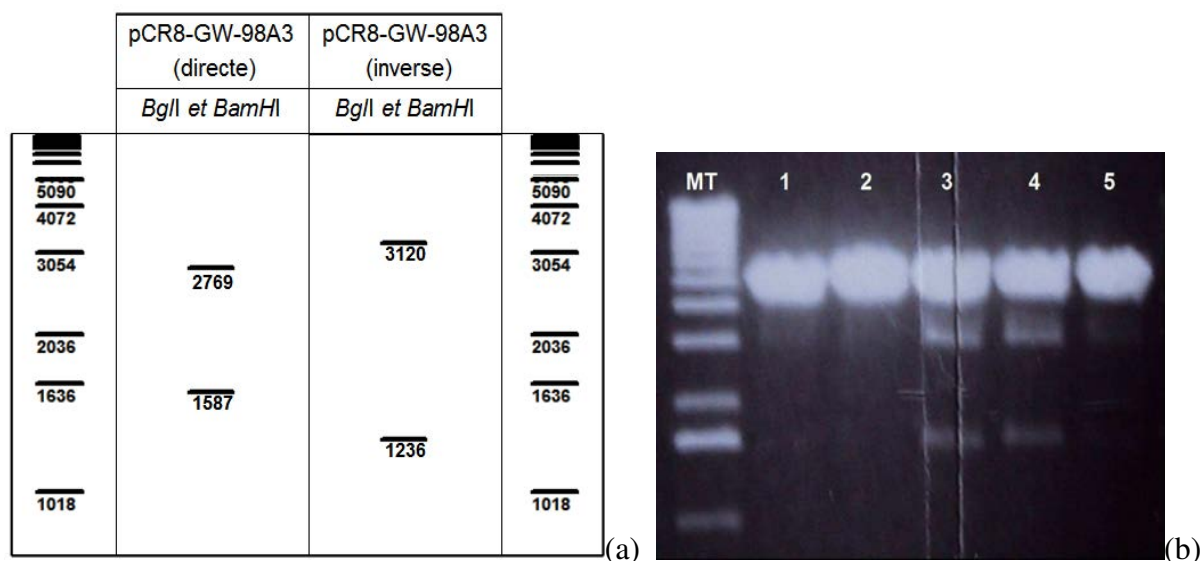 pCR8-GW-98A3 pCR8-GW-98A3
(directe) (inverse)
BglI et BamHI BglI et BamHI
5090 5090
4072 4072
3054 2769 3120 3054
2036 2036
1636 1587 1636
1236
1018 1018
(a)
MT 1 2 3 4 5
(b)